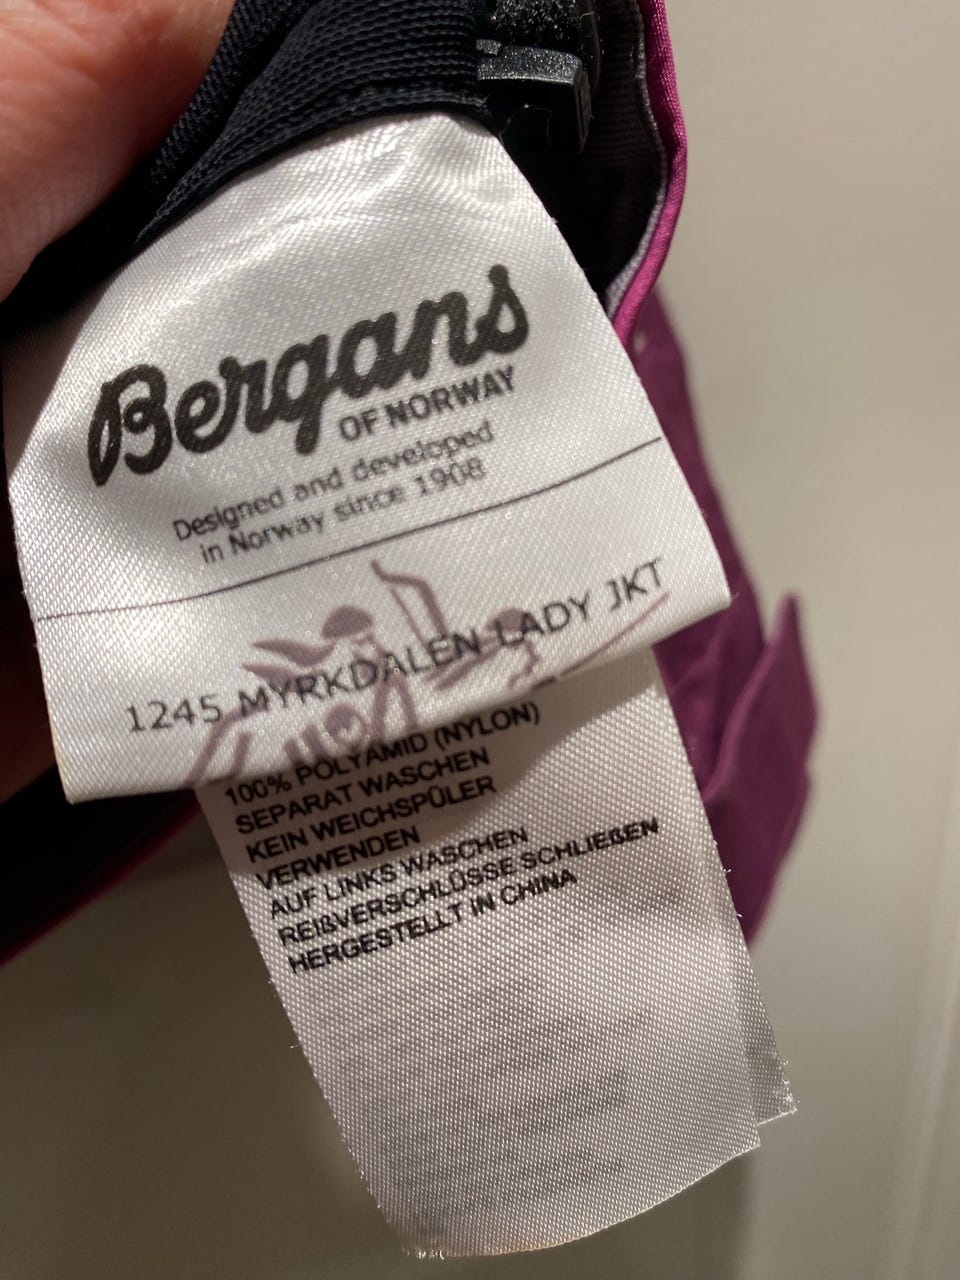 Bergans
OF NORWAY
Designed and developed
in Norway since 1908
1245 MYRKDALEN LADY JKT
100% POLYAMID (NYLON)
SEPARAT WASCHEN
KEIN WEICHSPÜLER
VERWENDEN
AUF LINKS WASCHEN
REIßVERSCHLÜSSE SCHLIEßEN
HERGESTELLT IN CHINA